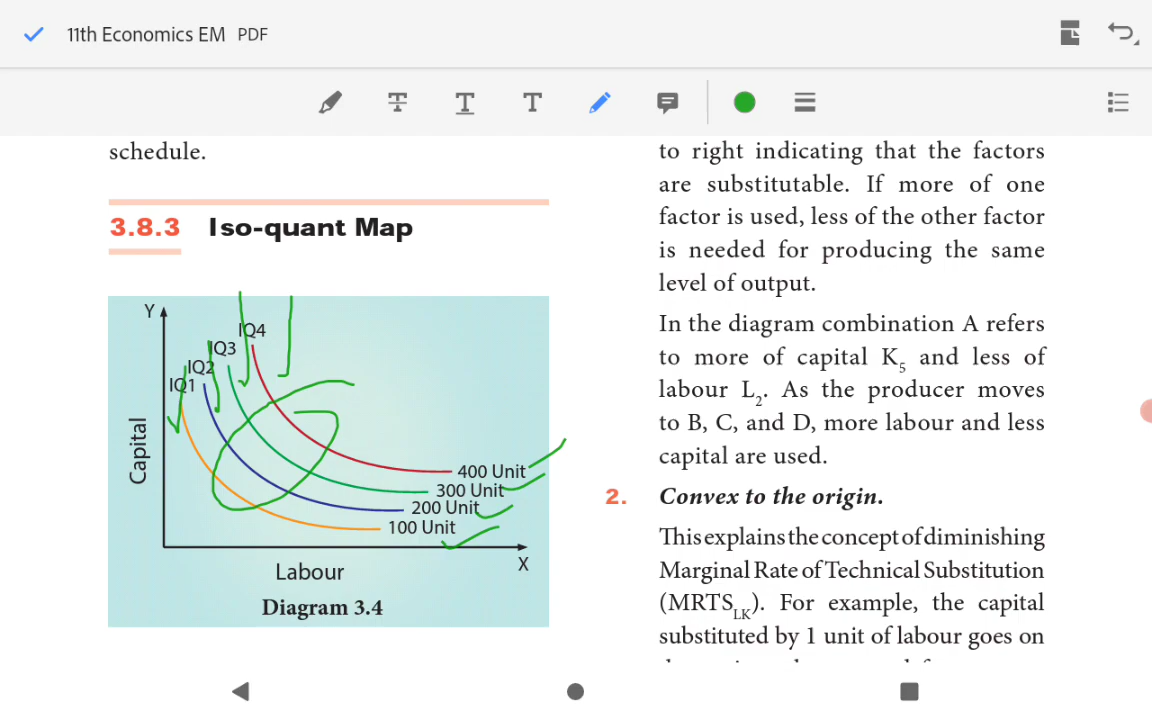 11th Economics EM PDF
schedule.
3.8.3 Iso-quant Map
Y
IQ4
IQ3
IQ2
IQ1
Capital
400 Unit
300 Unit
200 Unit
100 Unit
X
Labour
Diagram 3.4
to right indicating that the factors
are substitutable. If more of one
factor is used, less of the other factor
is needed for producing the same
level of output.
In the diagram combination A refers
to more of capital K5 and less of
labour L2. As the producer moves
to B, C, and D, more labour and less
capital are used.
2. Convex to the origin.
This explains the concept of diminishing
Marginal Rate of Technical Substitution
(MRTSLK). For example, the capital
substituted by 1 unit of labour goes on